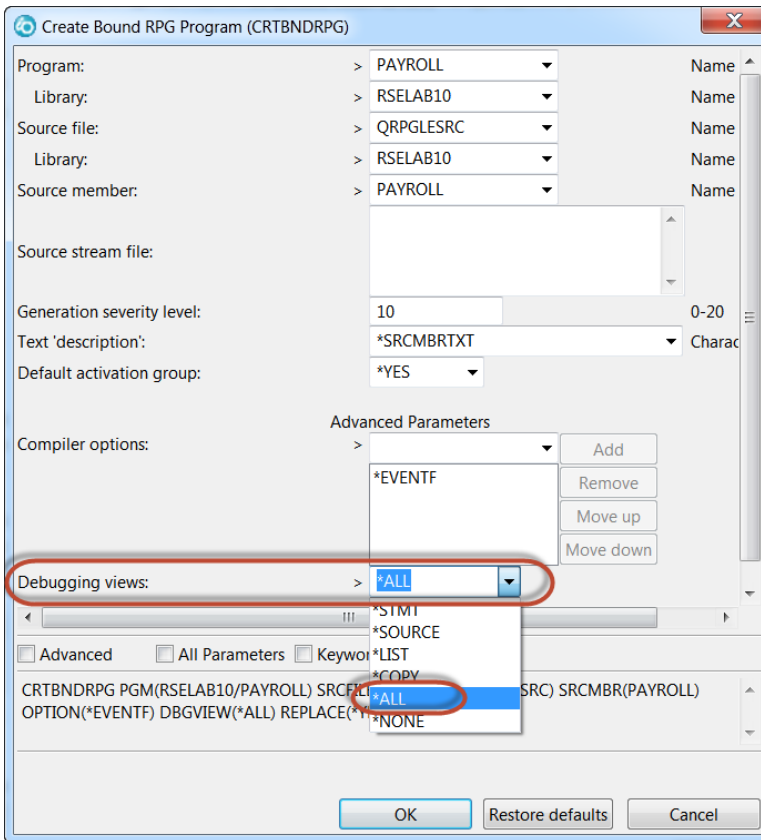 Create Bound RPG Program (CRTBNDRPG)
Program: > PAYROLL Name
Library: > RSELAB10 Name
Source file: > QRPGLESRC Name
Library: > RSELAB10 Name
Source member: > PAYROLL Name
Source stream file:
Generation severity level: 10 0-20
Text 'description': *SRCMBRTXT Charac
Default activation group: *YES
Advanced Parameters
Compiler options: > Add
*EVENTF Remove
Move up
Move down
Debugging views: > *ALL
*STMT
*SOURCE
*LIST
*COPY
*ALL
*NONE
Advanced All Parameters Keywor
CRTBNDRPG PGM(RSELAB10/PAYROLL) SRCFIL SRC) SRCMBR(PAYROLL)
OPTION(*EVENTF) DBGVIEW(*ALL) REPLACE(*Y
OK Restore defaults Cancel